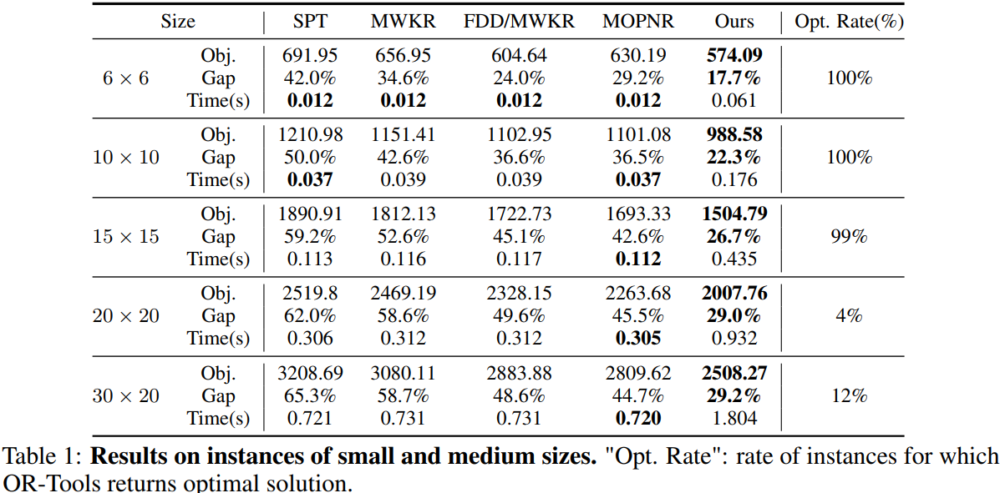 Size SPT MWKR FDD/MWKR MOPNR Ours Opt. Rate(%)
Obj. 691.95 656.95 604.64 630.19 574.09
6 × 6 Gap 42.0% 34.6% 24.0% 29.2% 17.7% 100%
Time(s) 0.012 0.012 0.012 0.012 0.061
Obj. 1210.98 1151.41 1102.95 1101.08 988.58
10 × 10 Gap 50.0% 42.6% 36.6% 36.5% 22.3% 100%
Time(s) 0.037 0.039 0.039 0.037 0.176
Obj. 1890.91 1812.13 1722.73 1693.33 1504.79
15 × 15 Gap 59.2% 52.6% 45.1% 42.6% 26.7% 99%
Time(s) 0.113 0.116 0.117 0.112 0.435
Obj. 2519.8 2469.19 2328.15 2263.68 2007.76
20 × 20 Gap 62.0% 58.6% 49.6% 45.5% 29.0% 4%
Time(s) 0.306 0.312 0.312 0.305 0.932
Obj. 3208.69 3080.11 2883.88 2809.62 2508.27
30 × 20 Gap 65.3% 58.7% 48.6% 44.7% 29.2% 12%
Time(s) 0.721 0.731 0.731 0.720 1.804
Table 1: Results on instances of small and medium sizes. "Opt. Rate": rate of instances for which
OR-Tools returns optimal solution.